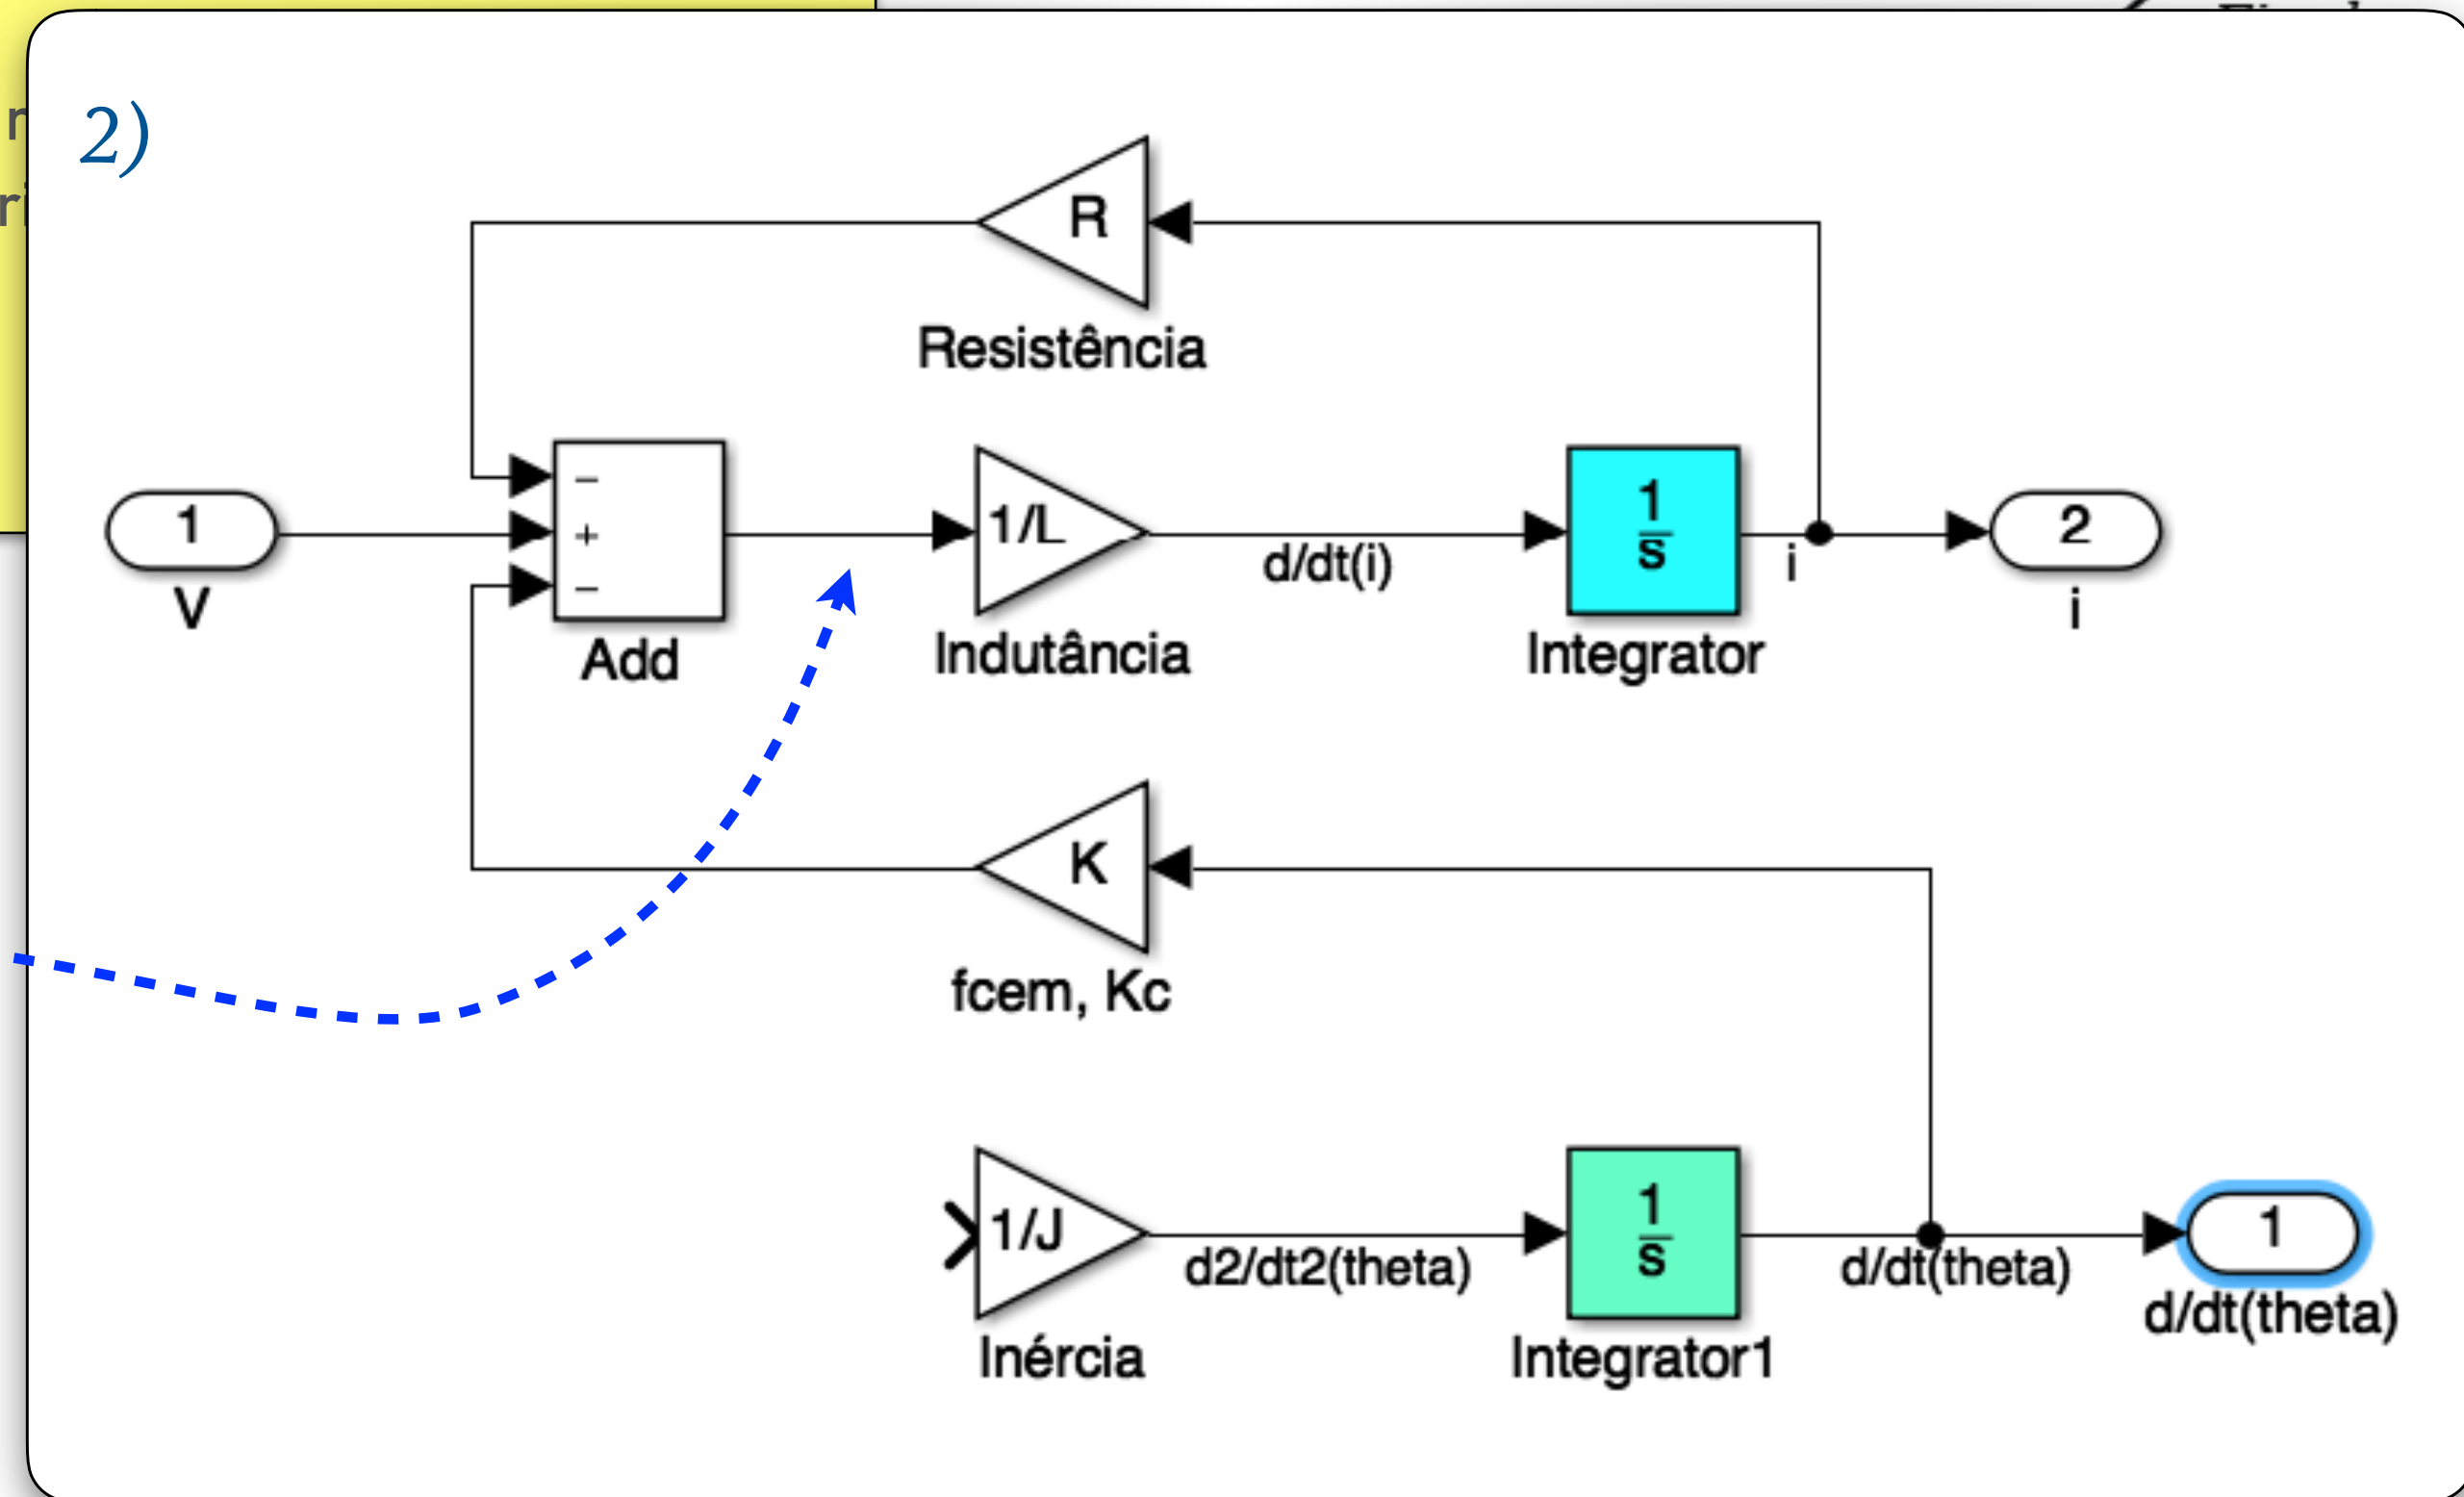 2)
R
Resistência
1
V
−
+
−
Add
1/L
Indutância
d/dt(i)
1
s
Integrator
i
2
i
K
fcem, Kc
1/J
Inércia
d2/dt2(theta)
1
s
Integrator1
d/dt(theta)
1
d/dt(theta)